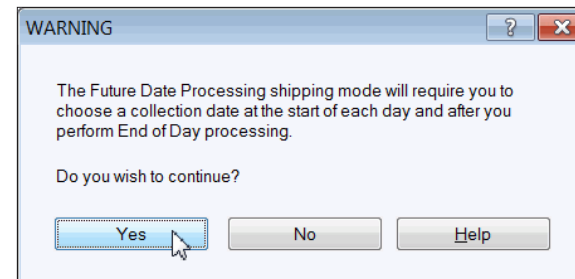 WARNING
The Future Date Processing shipping mode will require you to
choose a collection date at the start of each day and after you
perform End of Day processing.
Do you wish to continue?
Yes No Help